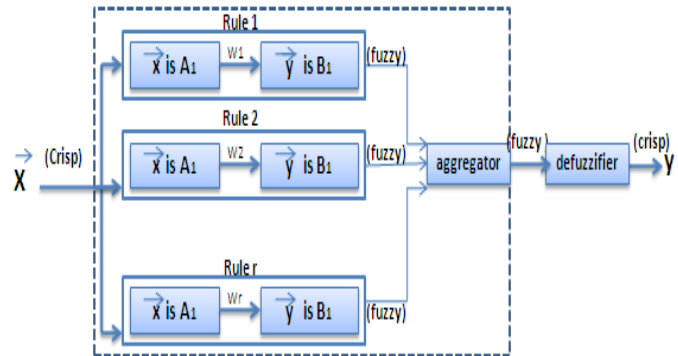 Rule 1
x is A1 W1 y is B1 (fuzzy)
Rule 2
x is A1 W2 y is B1 (fuzzy)
X (Crisp)
aggregator (fuzzy) defuzzifier (crisp) y
Rule r
x is A1 Wr y is B1 (fuzzy)